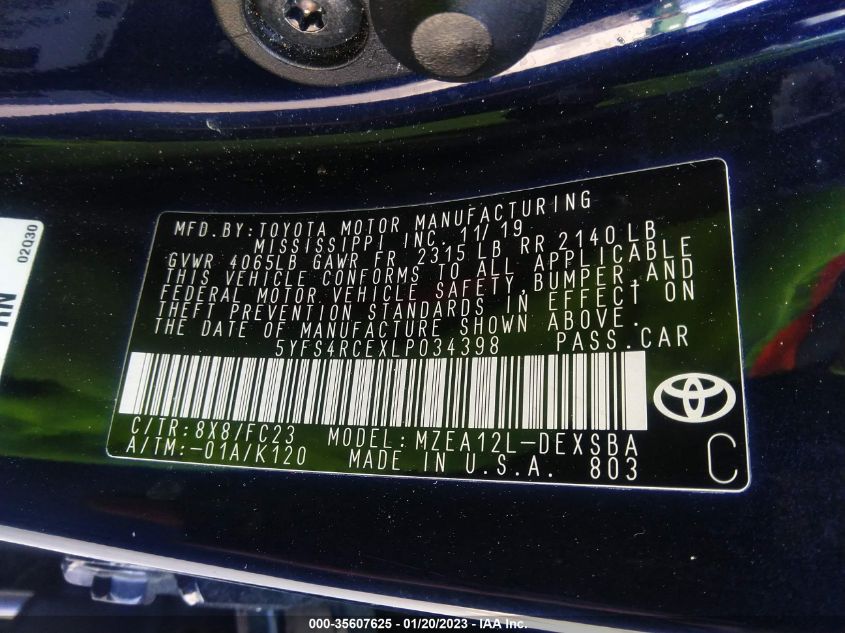 02Q30
RN
MFD.BY:TOYOTA MOTOR MANUFACTURING
MISSISSIPPI INC. 11/19
GVWR 4065LB GAWR FR 2315 LB RR 2140 LB
THIS VEHICLE CONFORMS TO ALL APPLICABLE
FEDERAL MOTOR VEHICLE SAFETY,BUMPER,AND
THEFT PREVENTION STANDARDS IN EFFECT ON
THE DATE OF MANUFACTURE SHOWN ABOVE.
5YFS4RCEXLP034398 PASS.CAR
C/TR:8X8/FC23 MODEL:MZEA12L-DEXSBA
A/TM:-01A/K120 MADE IN U.S.A. 803
C
000-35607625 - 01/20/2023 - IAA Inc.